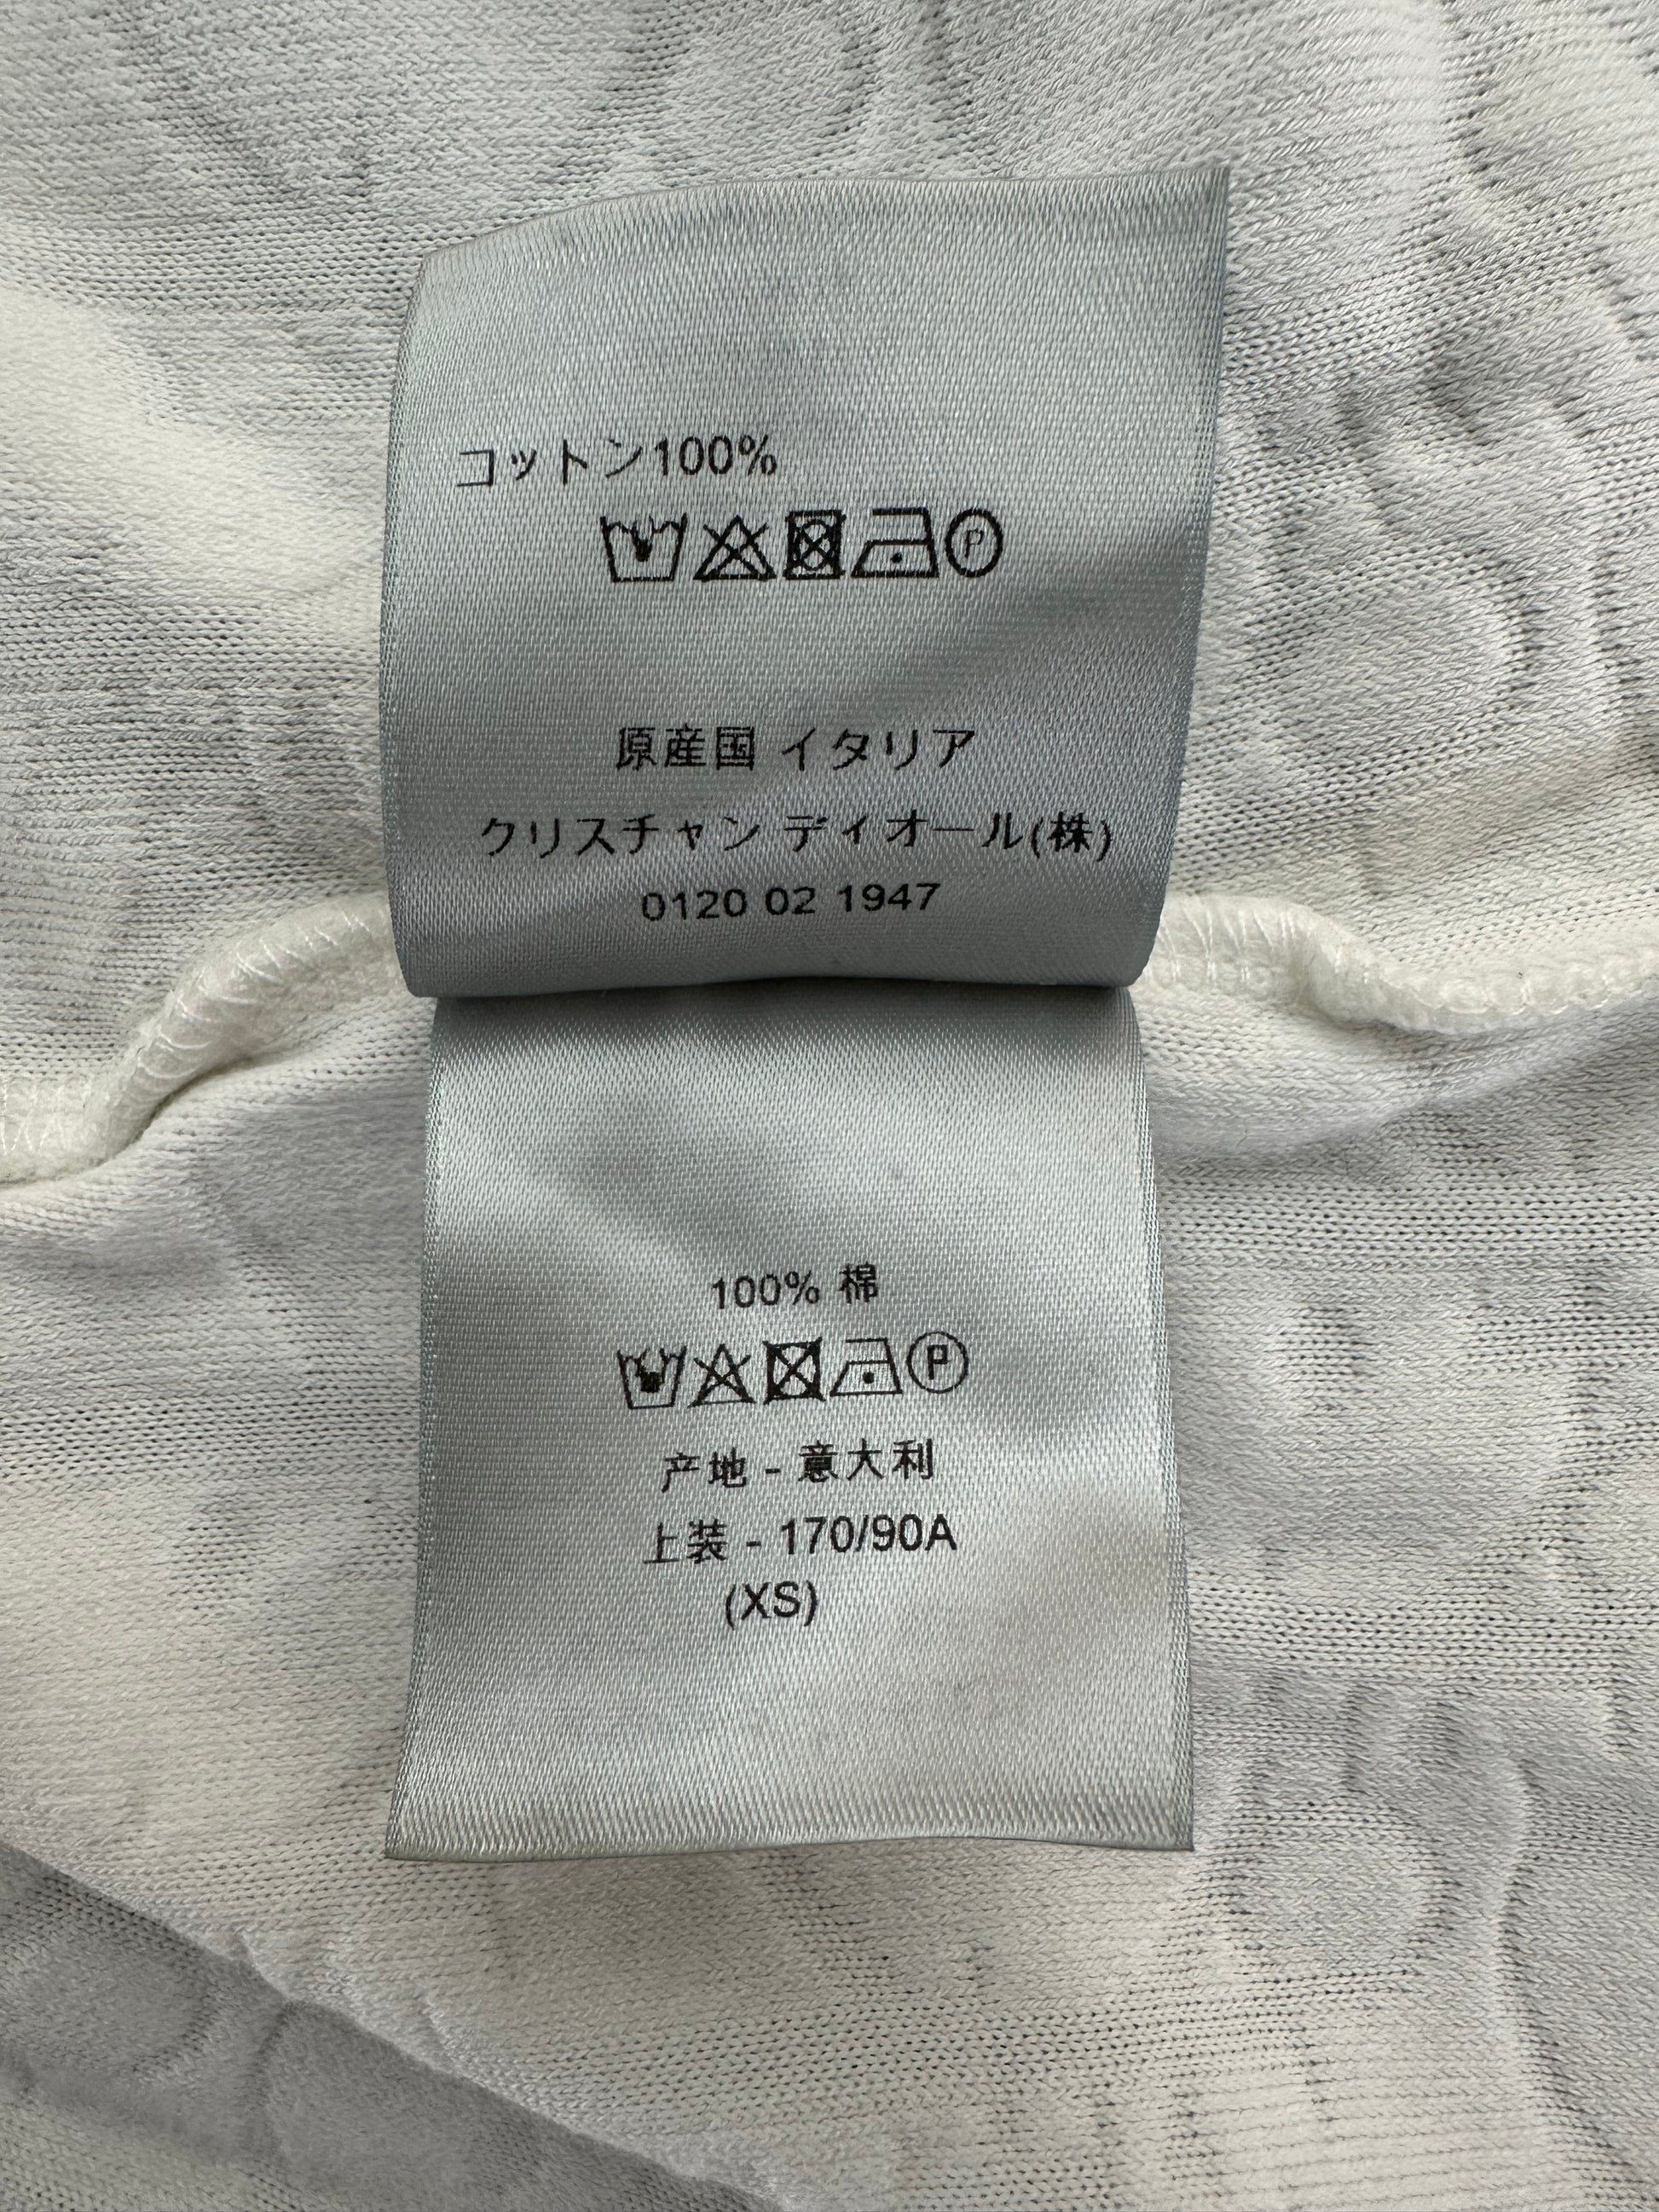 コットン100%
P
原産国 イタリア
クリスチャン ディオール(株)
0120 02 1947
100% 棉
P
产地 - 意大利
上装 - 170/90A
(XS)